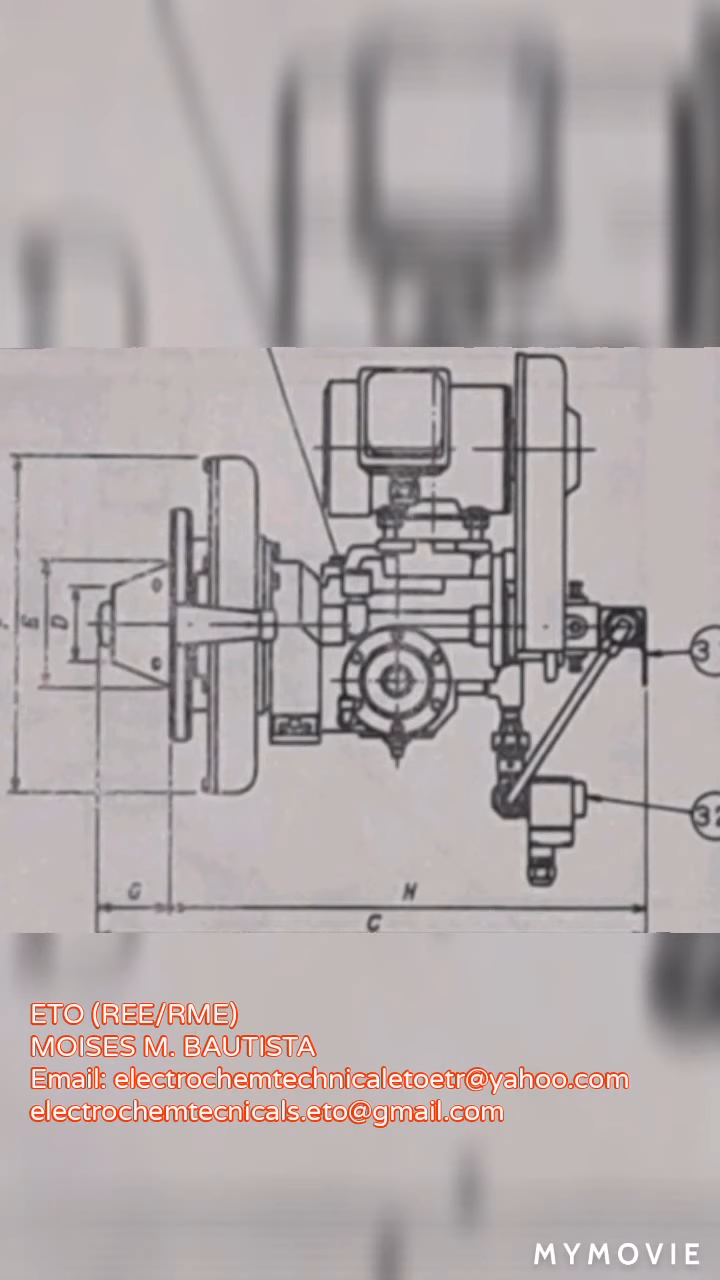 E
D
G
H
C
ETO (REE/RME)
MOISES M. BAUTISTA
Email: electrochemtechnicaletoetr@yahoo.com
electrochemtecnicals.eto@gmail.com
MYMOVIE